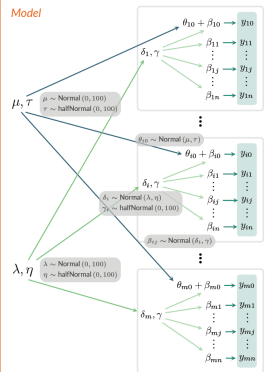 Model
θ10 + β10 → y10
β11 → y11
⋮ ⋮
β1j → y1j
⋮ ⋮
β1n → y1n
δ1, γ
μ, τ
μ ∼ Normal (0, 100)
τ ∼ halfNormal (0, 100)
⋮
θi0 ∼ Normal (μ, τ)
θi0 + βi0 → yi0
βi1 → yi1
⋮ ⋮
βij → yij
⋮ ⋮
βin → yin
δi, γ
δi ∼ Normal (λ, η)
γi ∼ halfNormal (0, 100)
βij ∼ Normal (δi, γ)
⋮
λ, η
λ ∼ Normal (0, 100)
η ∼ halfNormal (0, 100)
θm0 + βm0 → ym0
βm1 → ym1
⋮ ⋮
βmj → ymj
⋮ ⋮
βmn → ymn
δm, γ